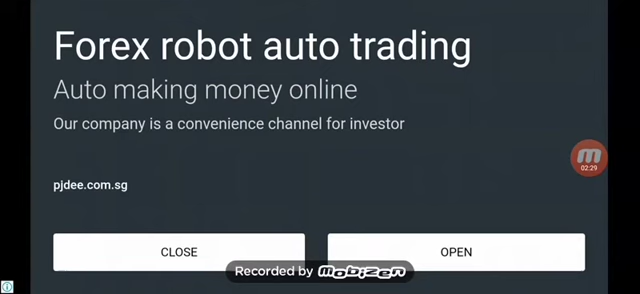 Forex robot auto trading
Auto making money online
Our company is a convenience channel for investor
02:29
pjdee.com.sg
CLOSE
OPEN
Recorded by mobizen